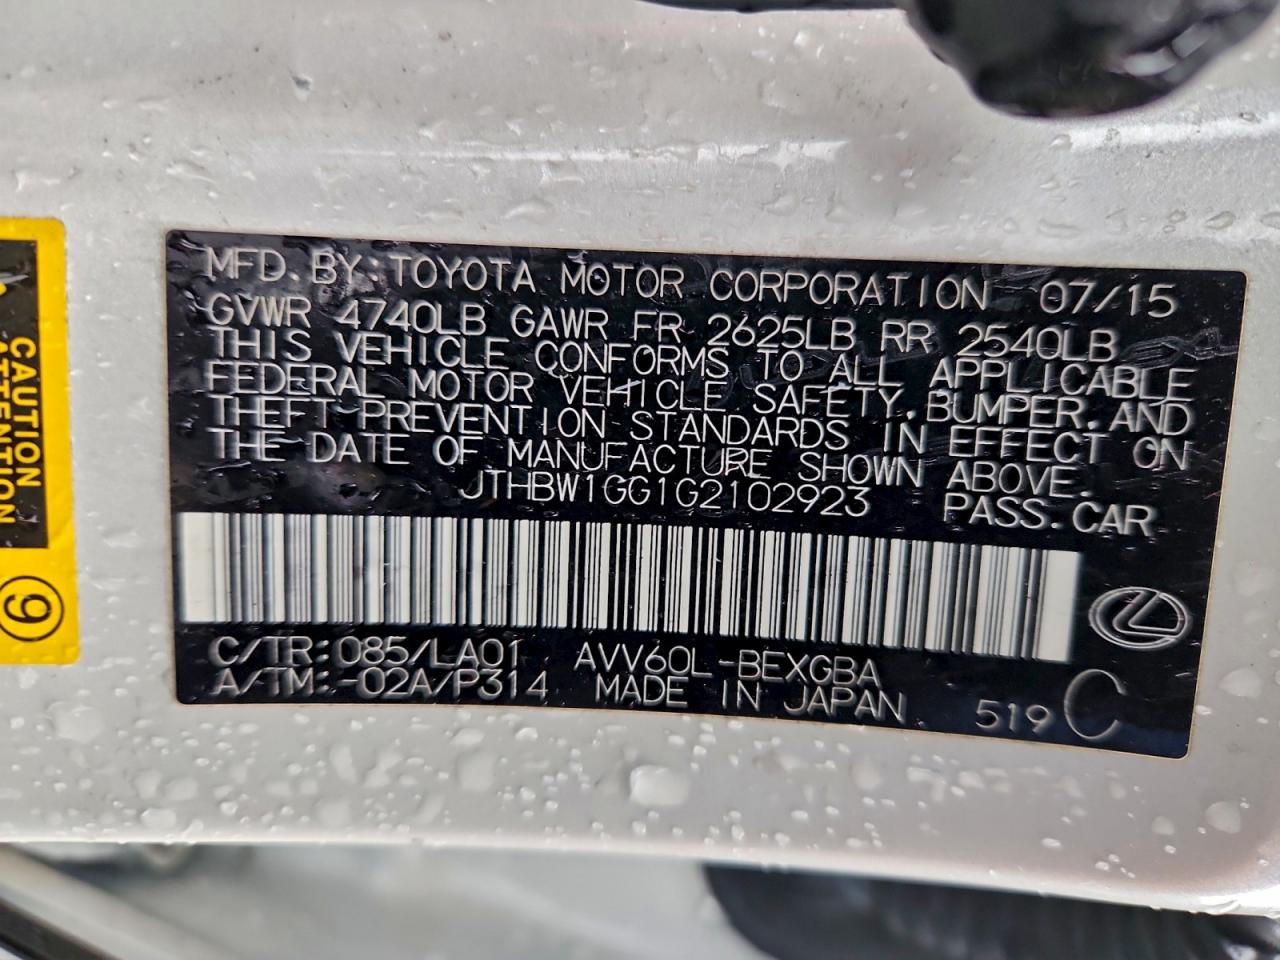 MFD. BY: TOYOTA MOTOR CORPORATION 07/15
GVWR 4740LB GAWR FR 2625LB RR 2540LB
THIS VEHICLE CONFORMS TO ALL APPLICABLE
FEDERAL MOTOR VEHICLE SAFETY, BUMPER, AND
THEFT PREVENTION STANDARDS IN EFFECT ON
THE DATE OF MANUFACTURE SHOWN ABOVE.
JTHBW1GG1G2102923 PASS. CAR
C/TR: 085/LA01 AVV60L-BEXGBA
A/TM: -02A/P314 MADE IN JAPAN 519 C
CAUTION
ATTENTION
9